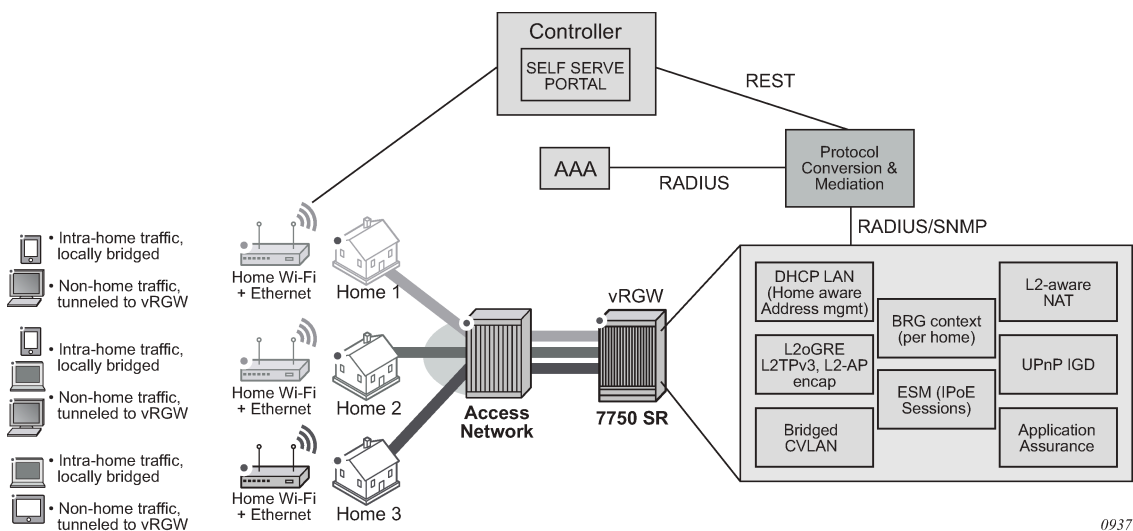 Controller
SELF SERVE
PORTAL
REST
AAA
RADIUS
Protocol
Conversion &
Mediation
RADIUS/SNMP
• Intra-home traffic,
locally bridged
• Non-home traffic,
tunneled to vRGW
Home Wi-Fi
+ Ethernet
Home 1
• Intra-home traffic,
locally bridged
• Non-home traffic,
tunneled to vRGW
Home Wi-Fi
+ Ethernet
Home 2
• Intra-home traffic,
locally bridged
• Non-home traffic,
tunneled to vRGW
Home Wi-Fi
+ Ethernet
Home 3
Access
Network
vRGW
7750 SR
DHCP LAN
(Home aware
Address mgmt)
L2oGRE
L2TPv3, L2-AP
encap
Bridged
CVLAN
BRG context
(per home)
ESM (IPoE
Sessions)
L2-aware
NAT
UPnP IGD
Application
Assurance
0937